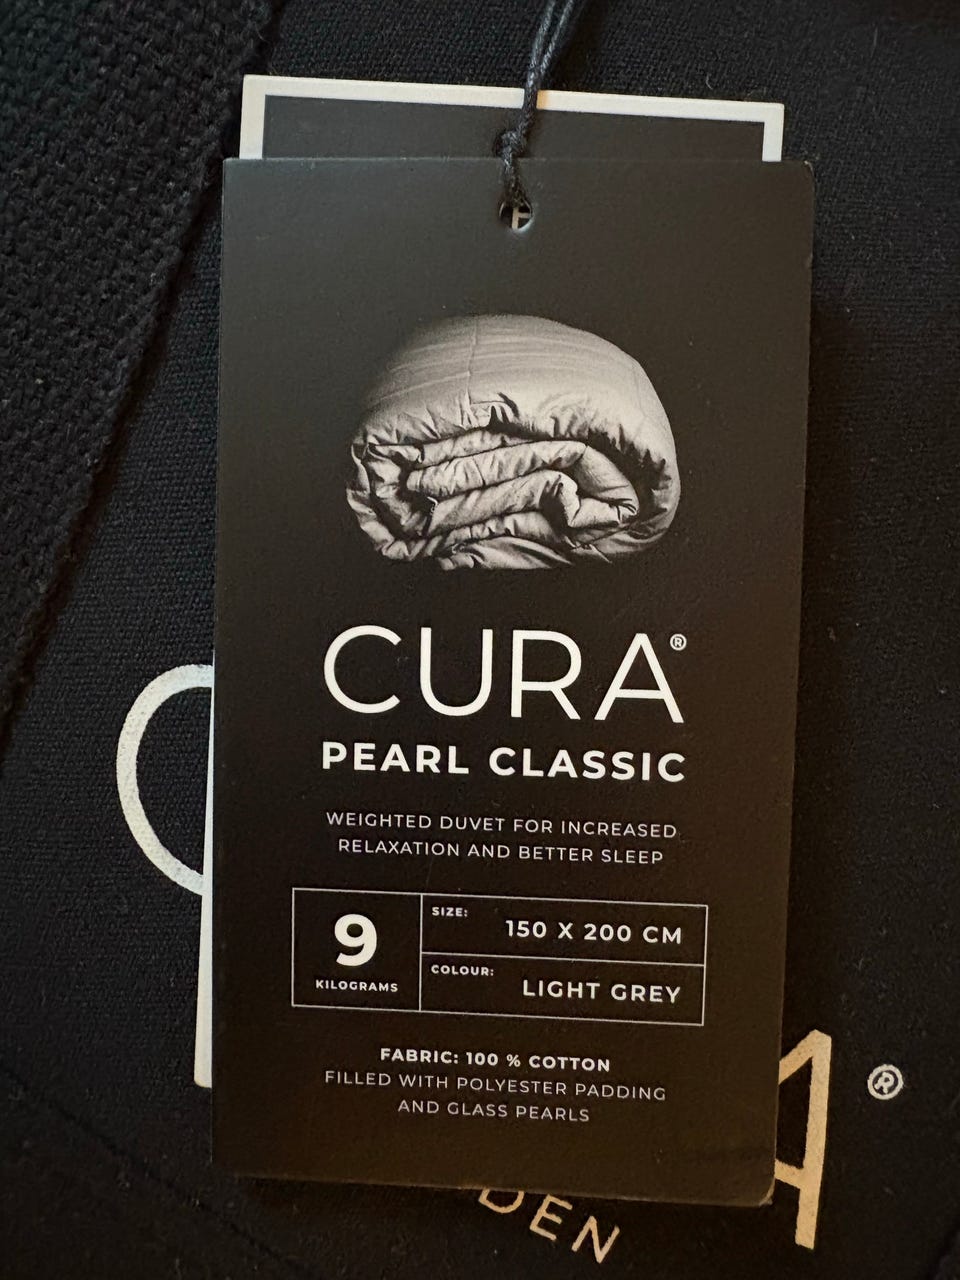 CURA®
PEARL CLASSIC
WEIGHTED DUVET FOR INCREASED
RELAXATION AND BETTER SLEEP
9
KILOGRAMS
SIZE:
150 X 200 CM
COLOUR:
LIGHT GREY
FABRIC: 100 % COTTON
FILLED WITH POLYESTER PADDING
AND GLASS PEARLS
A®
DEN